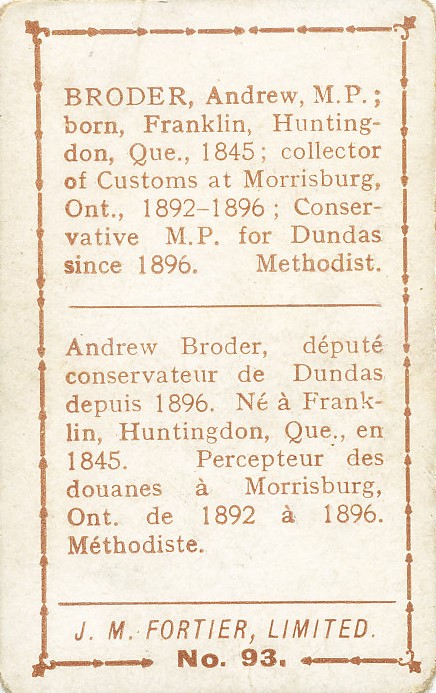 BRODER, Andrew, M.P.;
born, Franklin, Hunting-
don, Que., 1845; collector
of Customs at Morrisburg,
Ont., 1892–1896; Conser-
vative M.P. for Dundas
since 1896. Methodist.
Andrew Broder, député
conservateur de Dundas
depuis 1896. Né à Frank-
lin, Huntingdon, Que., en
1845. Percepteur des
douanes à Morrisburg,
Ont. de 1892 à 1896.
Méthodiste.
J. M. FORTIER, LIMITED.
No. 93.